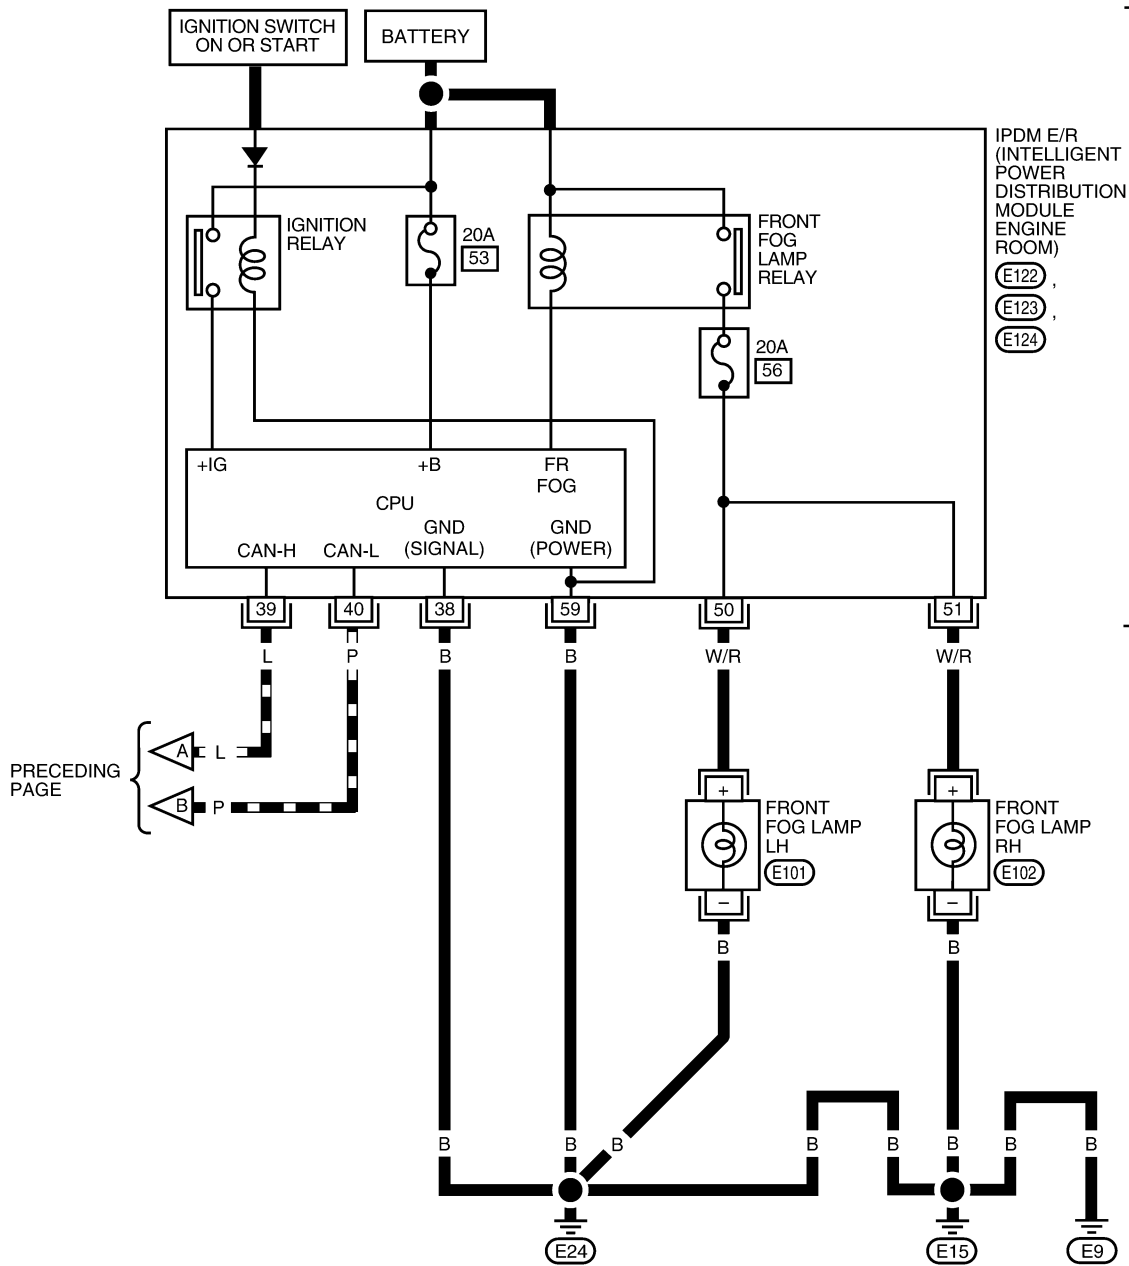 IGNITION SWITCH
ON OR START
BATTERY
IPDM E/R
(INTELLIGENT
POWER
DISTRIBUTION
MODULE
ENGINE
ROOM)
E122 ,
E123 ,
E124
IGNITION
RELAY
20A
53
FRONT
FOG
LAMP
RELAY
20A
56
+IG
+B
FR
FOG
CPU
CAN-H
CAN-L
GND
(SIGNAL)
GND
(POWER)
39
40
38
59
50
51
L
P
B
B
W/R
W/R
PRECEDING
PAGE
A
L
B
P
+
FRONT
FOG LAMP
LH
E101
–
+
FRONT
FOG LAMP
RH
E102
–
B
B
B
B
B
B
B
B
B
B
E24
E15
E9